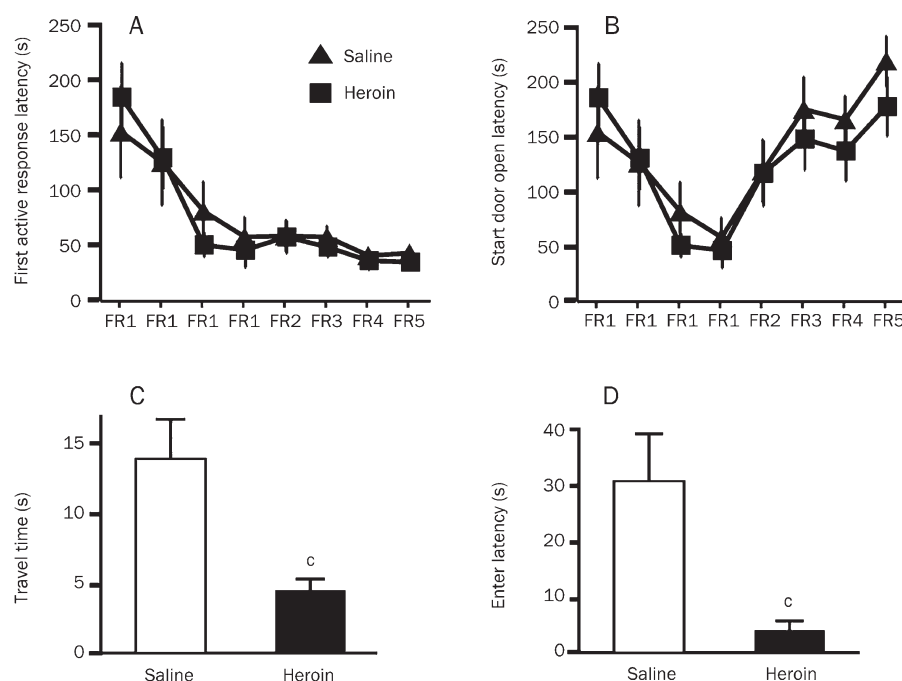 A
First active response latency (s)
250
200
150
100
50
0
Saline
Heroin
FR1 FR1 FR1 FR1 FR2 FR3 FR4 FR5
B
Start door open latency (s)
250
200
150
100
50
0
FR1 FR1 FR1 FR1 FR2 FR3 FR4 FR5
C
Travel time (s)
15
10
5
0
c
Saline Heroin
D
Enter latency (s)
40
30
20
10
0
c
Saline Heroin